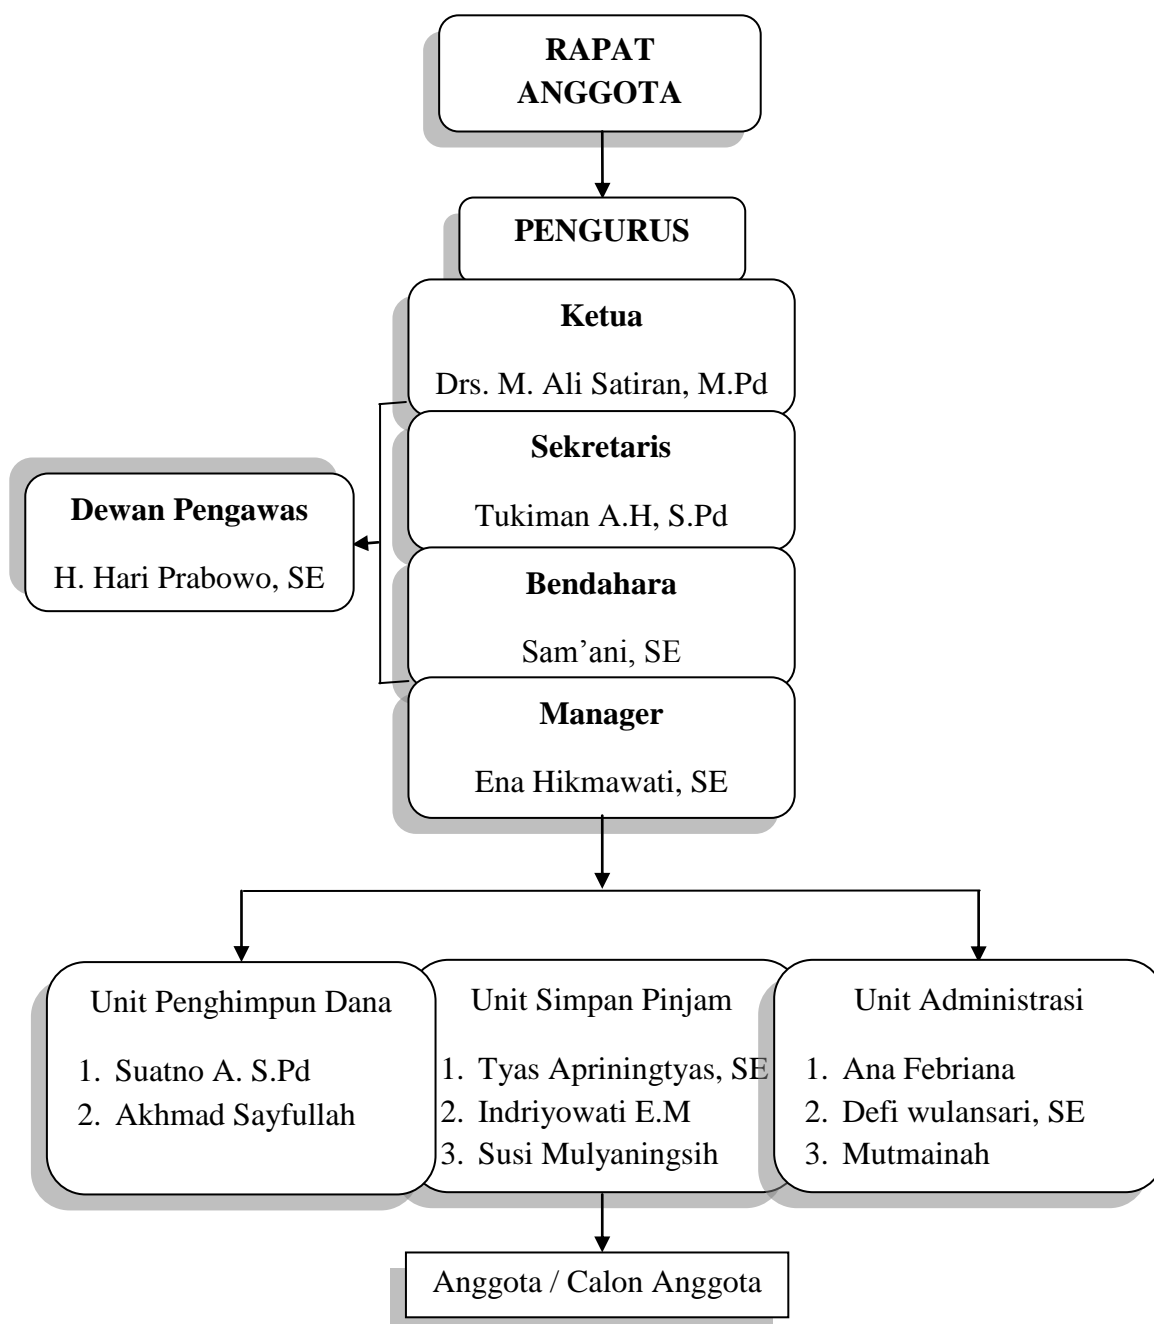 RAPAT
ANGGOTA
PENGURUS
Ketua
Drs. M. Ali Satiran, M.Pd
Sekretaris
Tukiman A.H, S.Pd
Dewan Pengawas
H. Hari Prabowo, SE
Bendahara
Sam’ani, SE
Manager
Ena Hikmawati, SE
Unit Penghimpun Dana
1. Suatno A. S.Pd
2. Akhmad Sayfullah
Unit Simpan Pinjam
1. Tyas Apriningtyas, SE
2. Indriyowati E.M
3. Susi Mulyaningsih
Unit Administrasi
1. Ana Febriana
2. Defi wulansari, SE
3. Mutmainah
Anggota / Calon Anggota